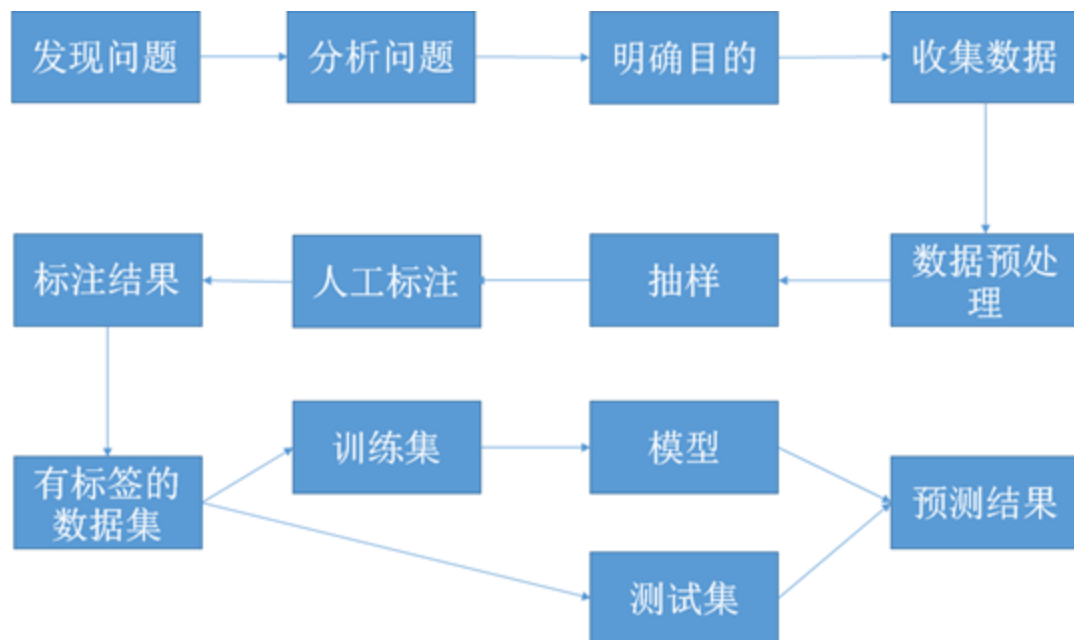 发现问题
分析问题
明确目的
收集数据
标注结果
人工标注
抽样
数据预处
理
有标签的
数据集
训练集
模型
测试集
预测结果